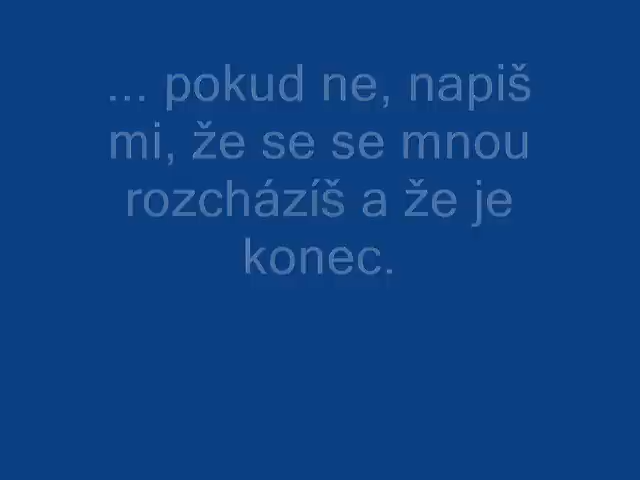 ... pokud ne, napiš
mi, že se se mnou
rozcházíš a že je
konec.